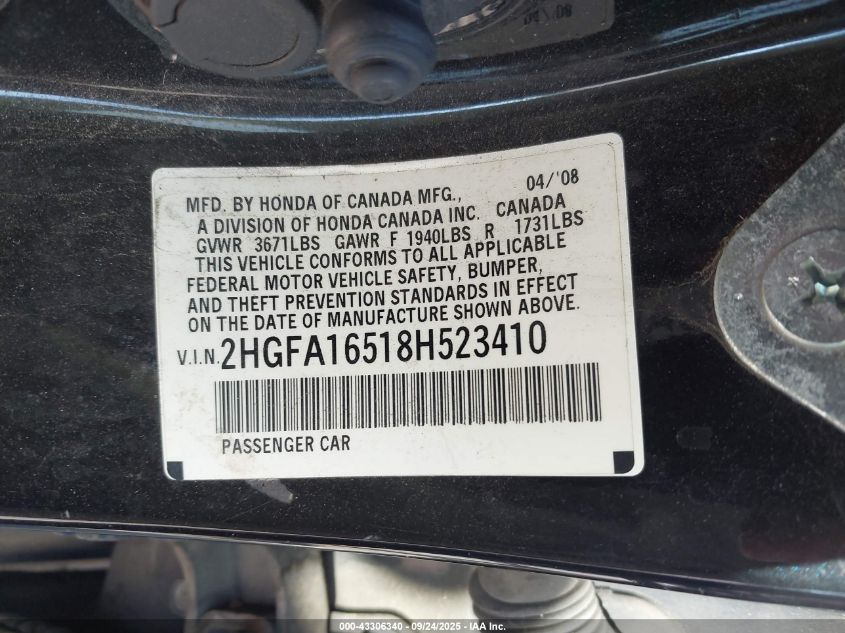 MFD. BY HONDA OF CANADA MFG., 04/'08
A DIVISION OF HONDA CANADA INC. CANADA
GVWR 3671LBS GAWR F 1940LBS R 1731LBS
THIS VEHICLE CONFORMS TO ALL APPLICABLE
FEDERAL MOTOR VEHICLE SAFETY, BUMPER,
AND THEFT PREVENTION STANDARDS IN EFFECT
ON THE DATE OF MANUFACTURE SHOWN ABOVE.
V.I.N. 2HGFA16518H523410
PASSENGER CAR
000-43306340 - 09/24/2025 - IAA Inc.